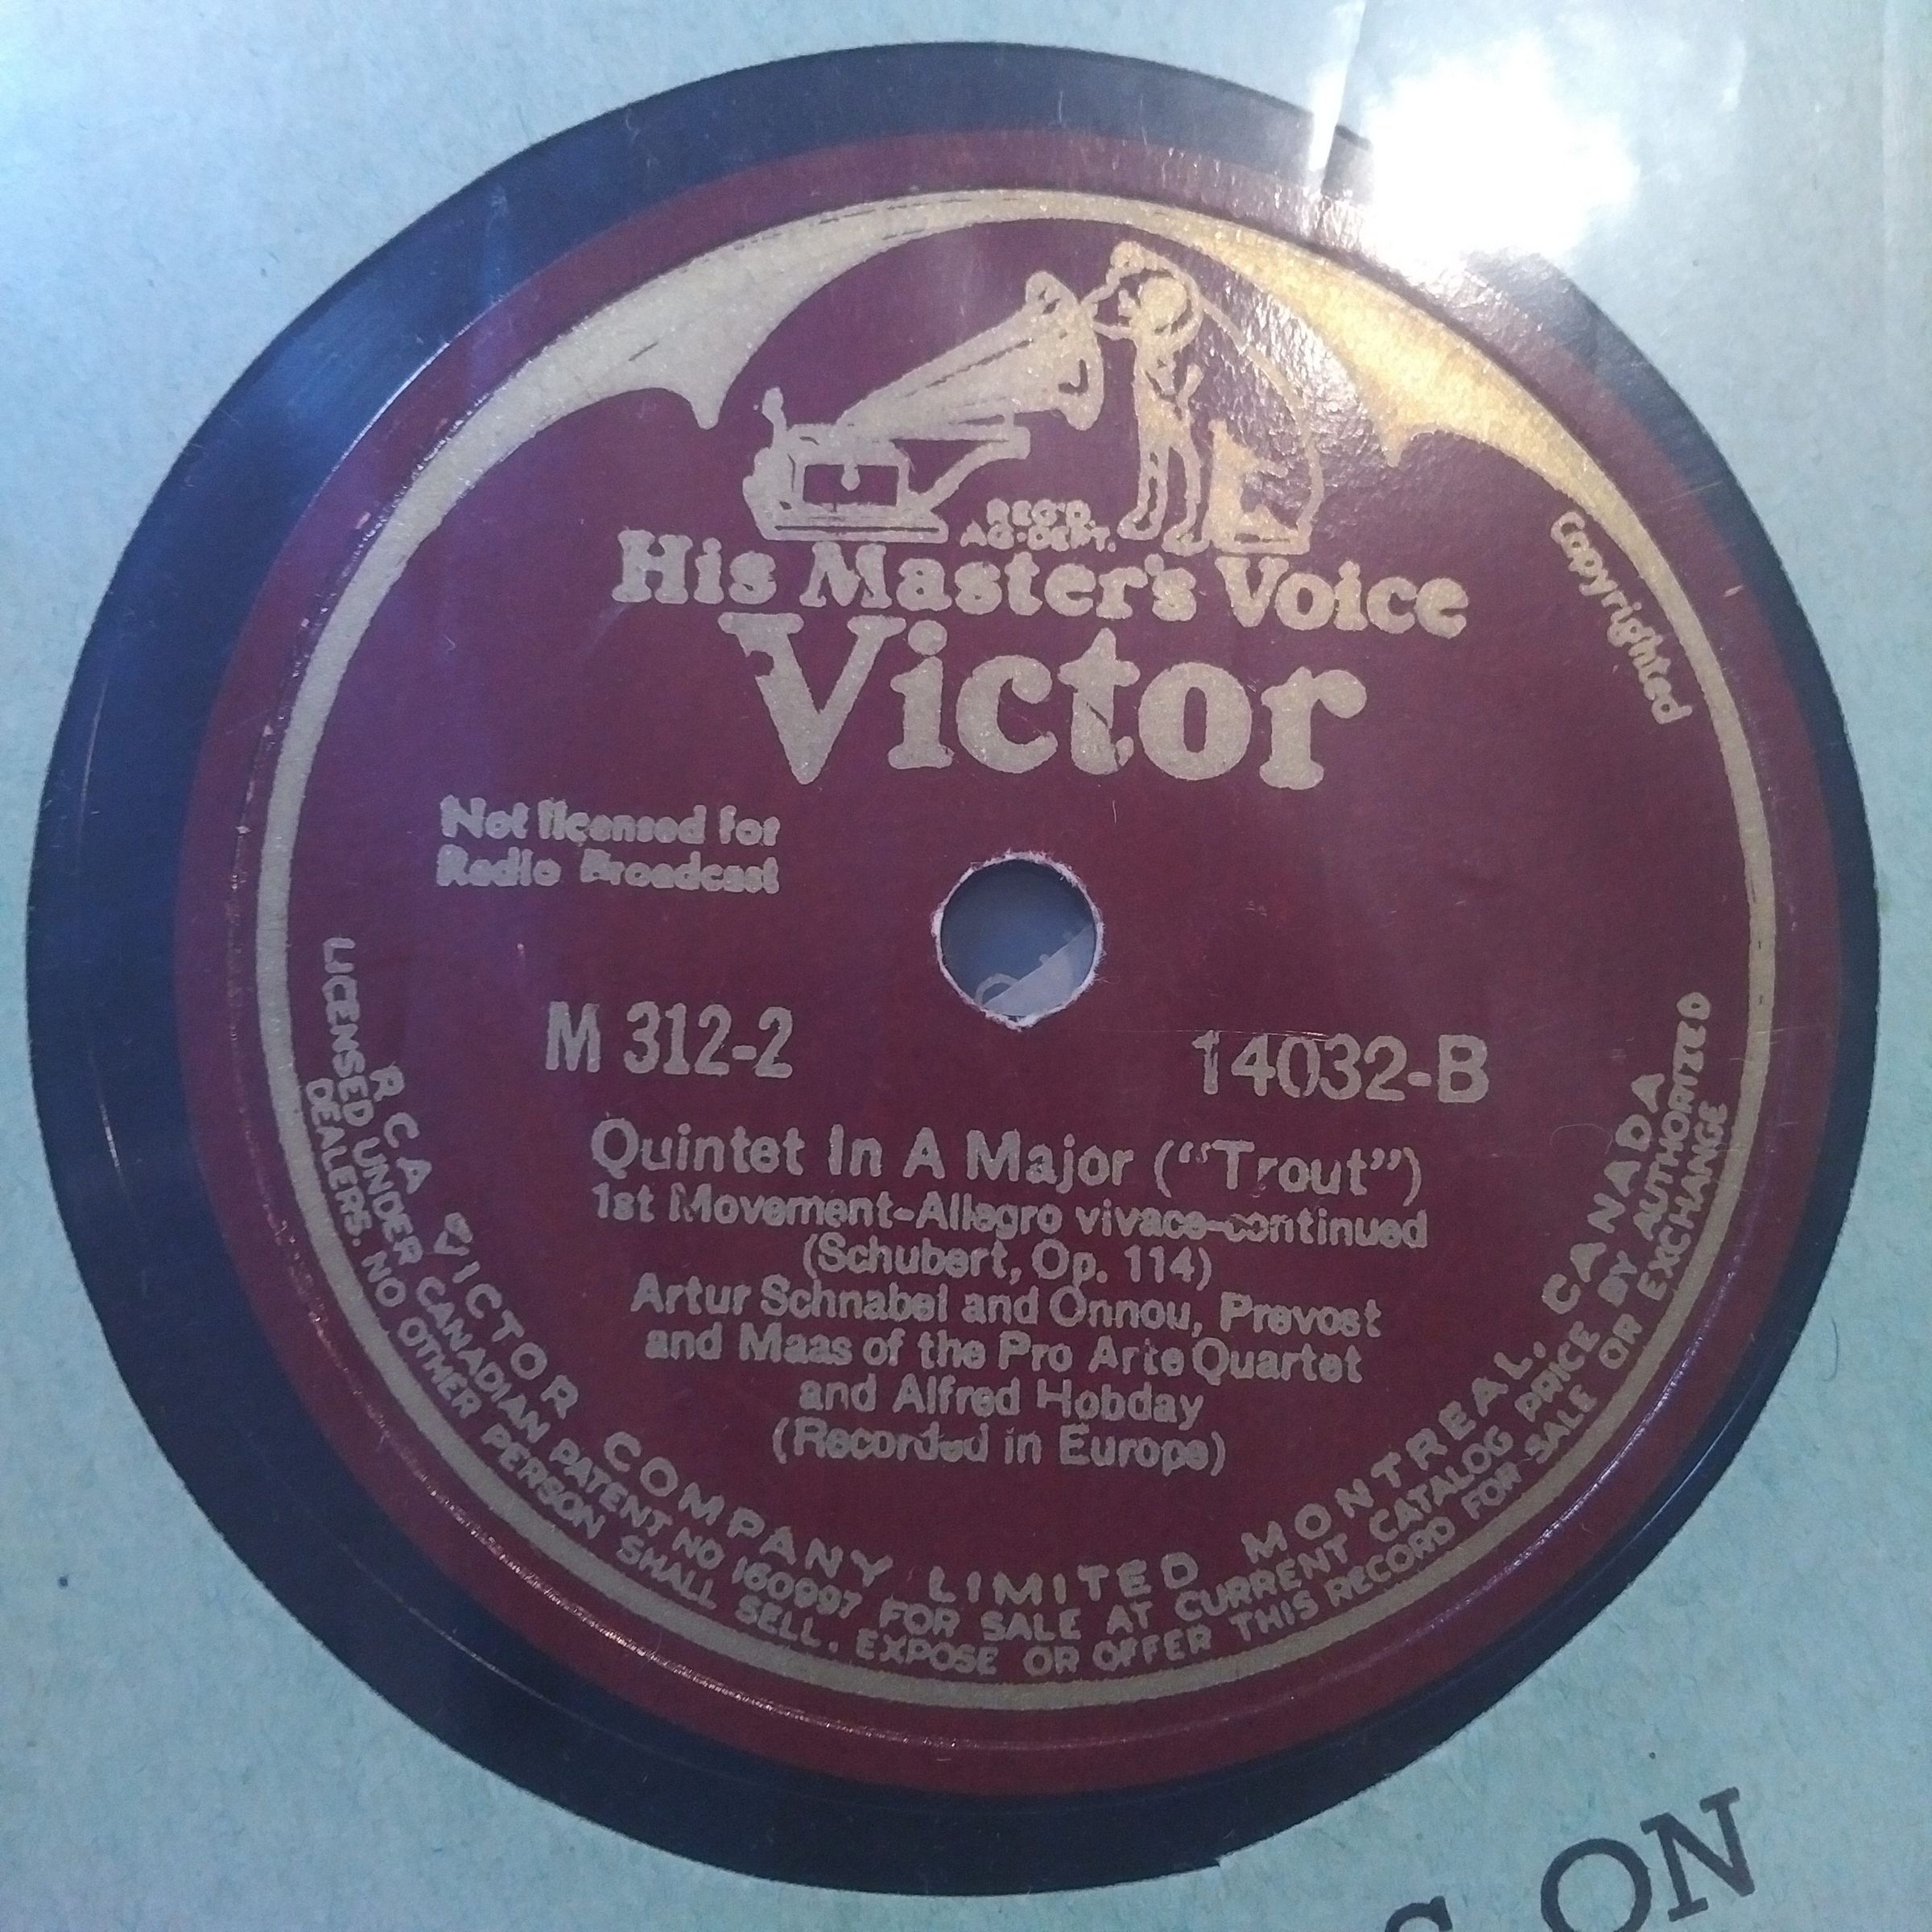 REG'D.
AG-DEPT.
His Master's Voice
Victor
Copyrighted
Not licensed for
Radio Broadcast
M 312-2
14032-B
Quintet In A Major ("Trout")
1st Movement-Allegro vivace-continued
(Schubert, Op. 114)
Artur Schnabel and Onnou, Prevost
and Maas of the Pro Arte Quartet
and Alfred Hobday
(Recorded in Europe)
RCA VICTOR COMPANY LIMITED MONTREAL, CANADA
LICENSED UNDER CANADIAN PATENT NO 160997 FOR SALE AT CURRENT CATALOG PRICE BY AUTHORIZED
DEALERS. NO OTHER PERSON SHALL SELL, EXPOSE OR OFFER THIS RECORD FOR SALE OR EXCHANGE
ON